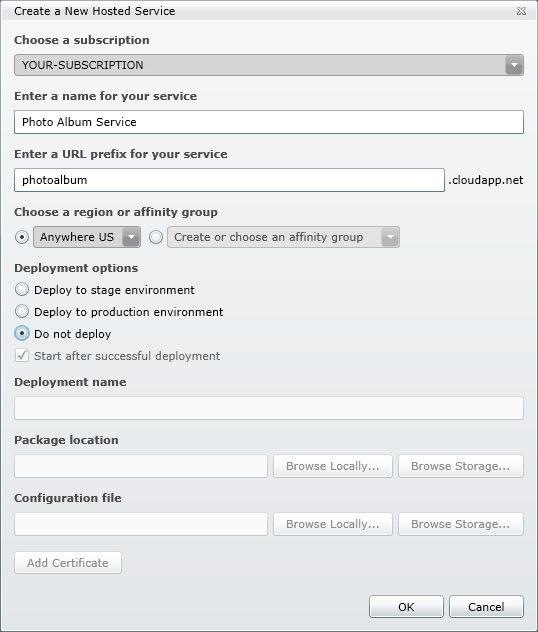 Create a New Hosted Service
Choose a subscription
YOUR-SUBSCRIPTION
Enter a name for your service
Photo Album Service
Enter a URL prefix for your service
photoalbum .cloudapp.net
Choose a region or affinity group
Anywhere US Create or choose an affinity group
Deployment options
Deploy to stage environment
Deploy to production environment
Do not deploy
Start after successful deployment
Deployment name
Package location
Browse Locally... Browse Storage...
Configuration file
Browse Locally... Browse Storage...
Add Certificate
OK Cancel